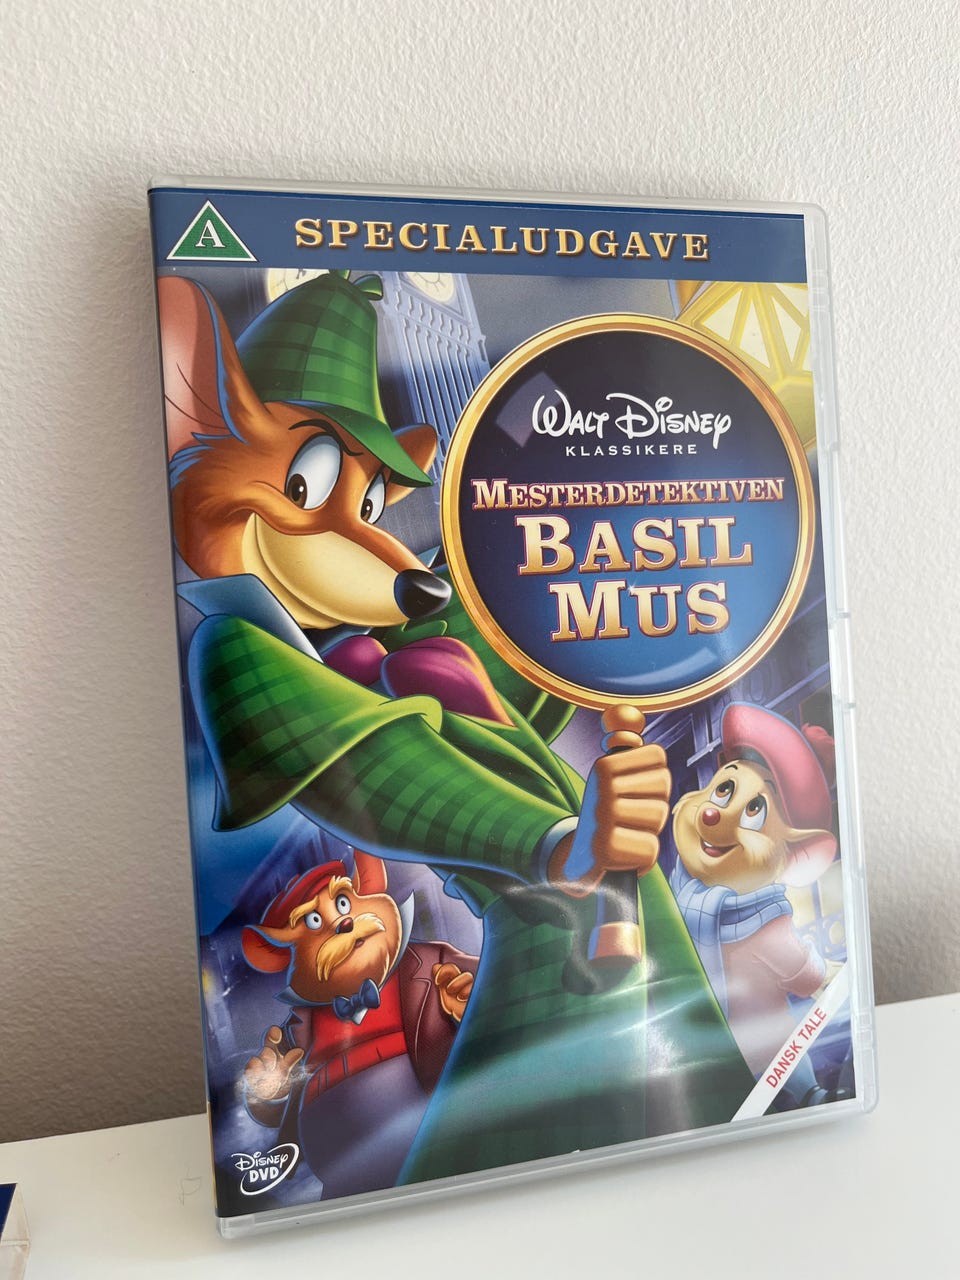 A
SPECIALUDGAVE
WALT DISNEY
KLASSIKERE
MESTERDETEKTIVEN
BASIL
MUS
DANSK TALE
DISNEY
DVD